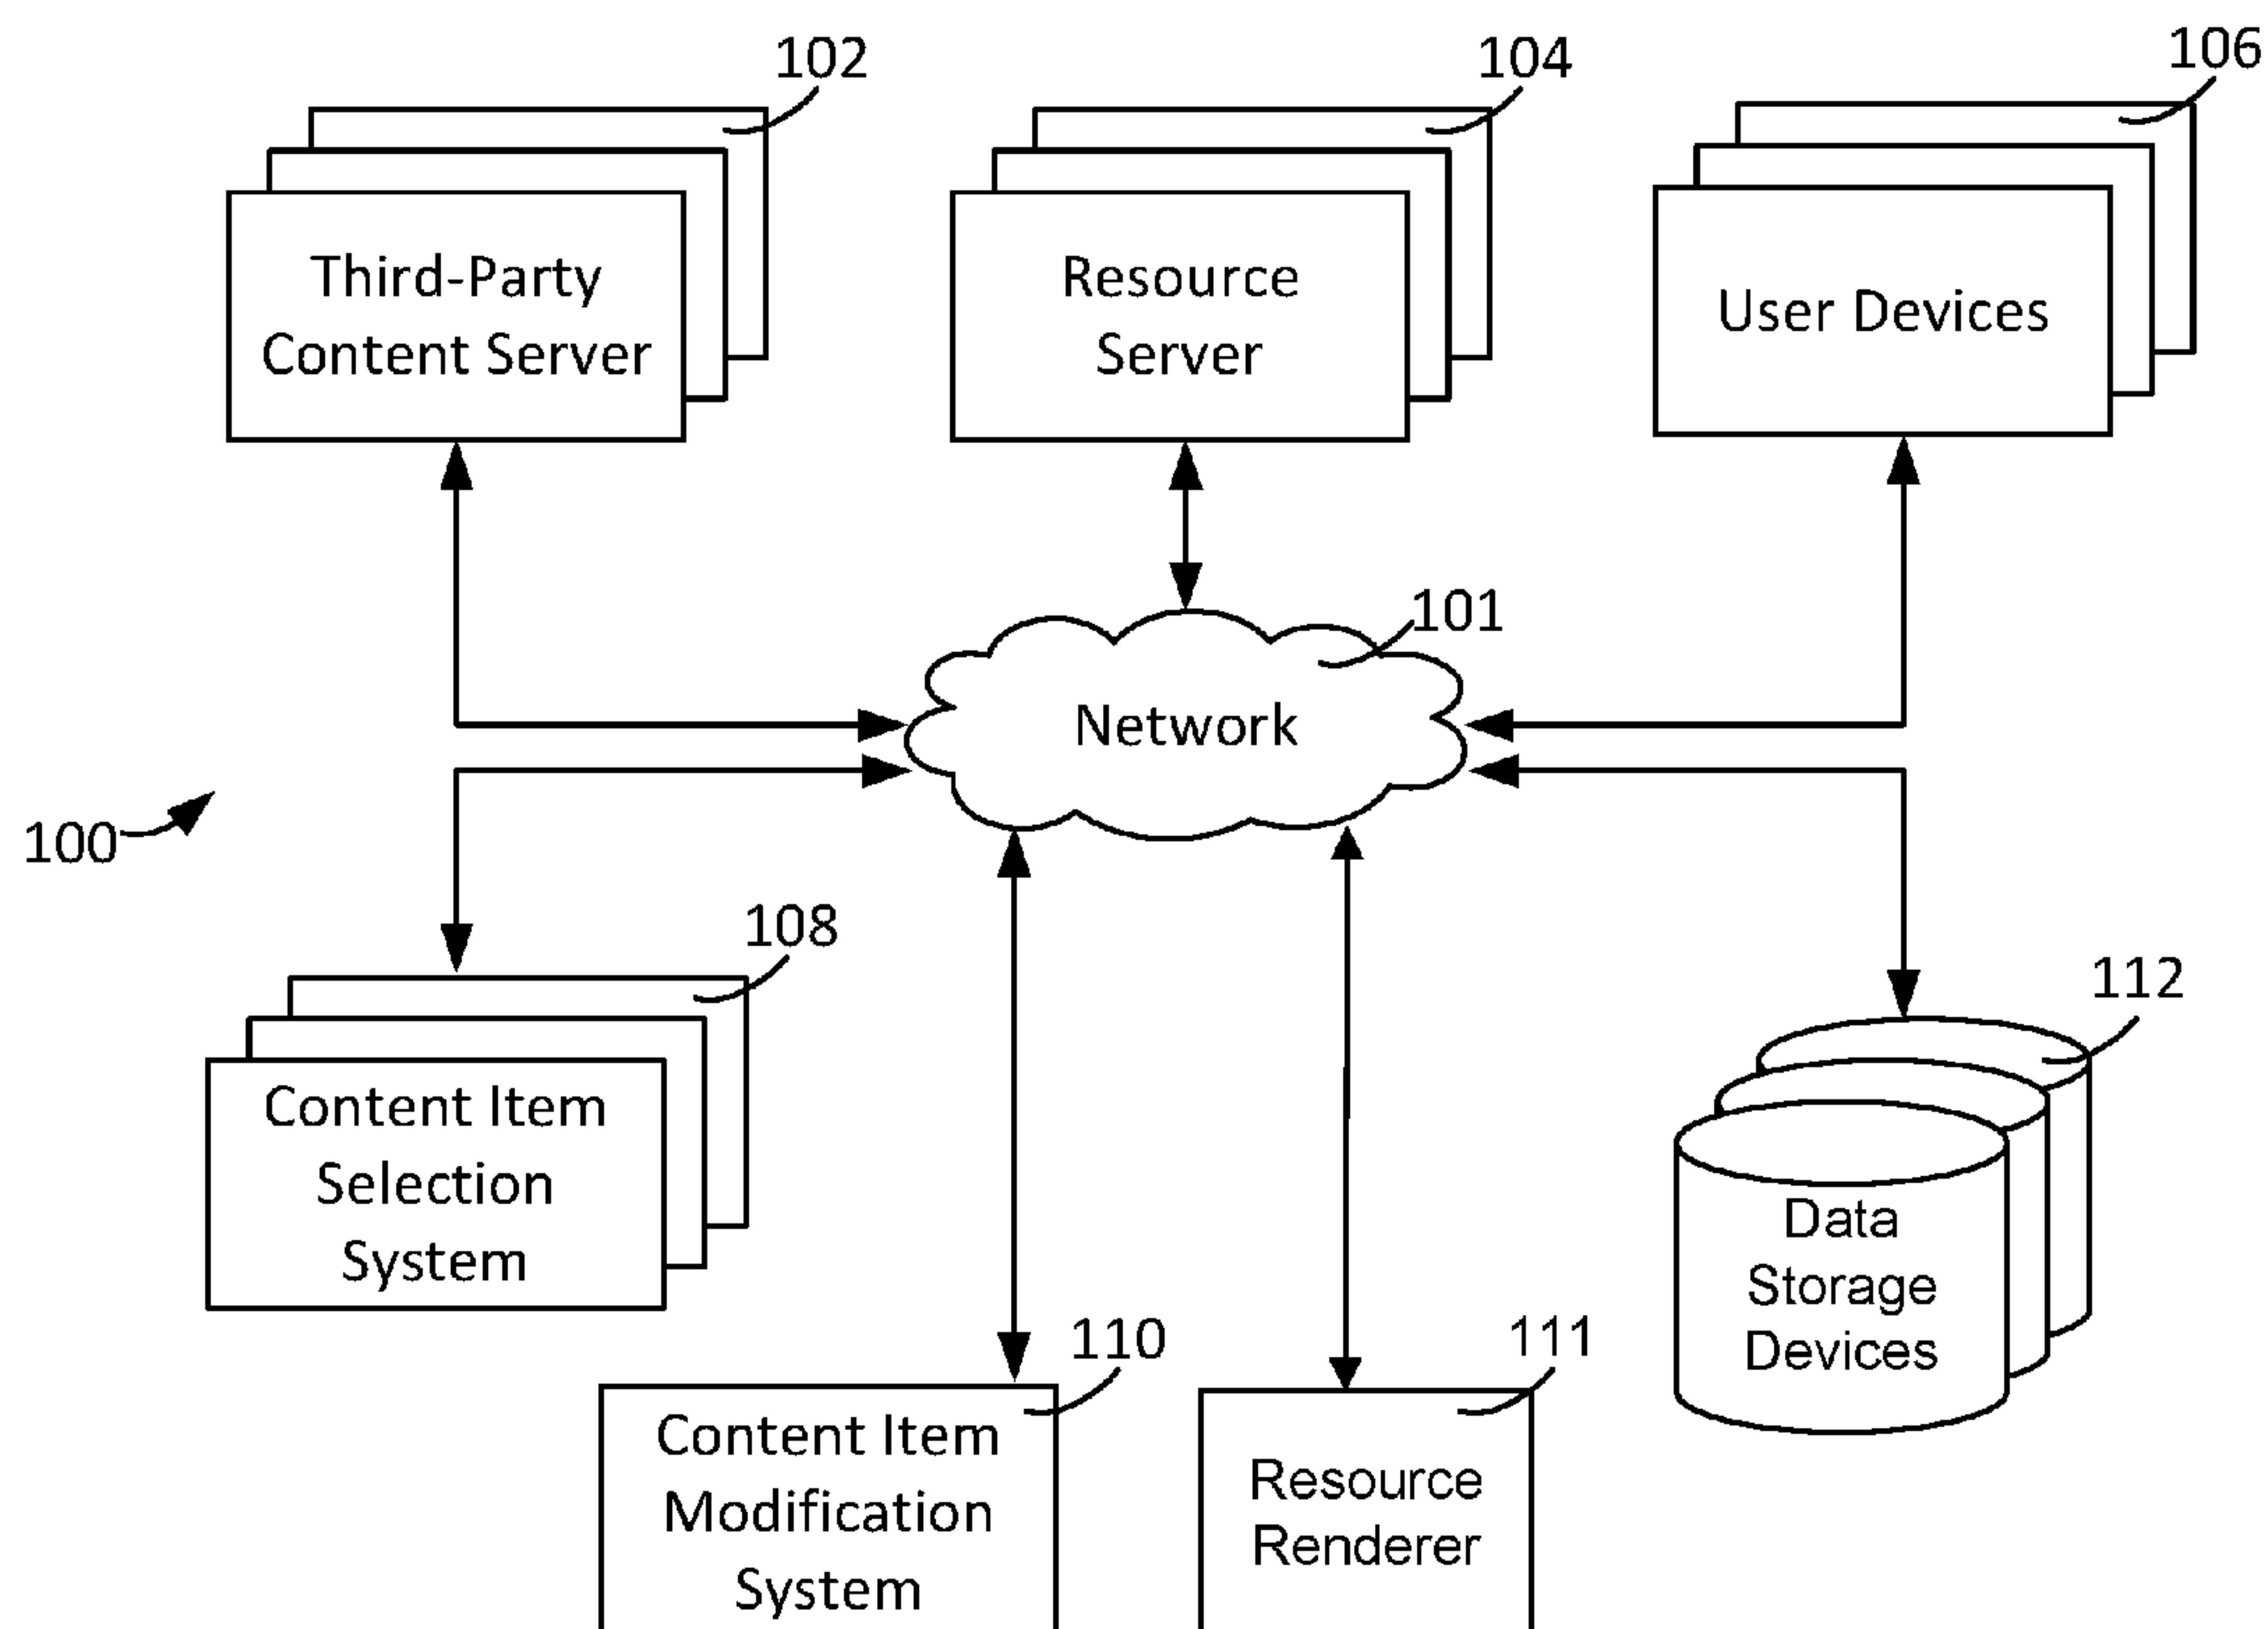 102
104
106
Third-Party
Content Server
Resource
Server
User Devices
101
Network
100
108
112
Content Item
Selection
System
Data
Storage
Devices
110
111
Content Item
Modification
System
Resource
Renderer